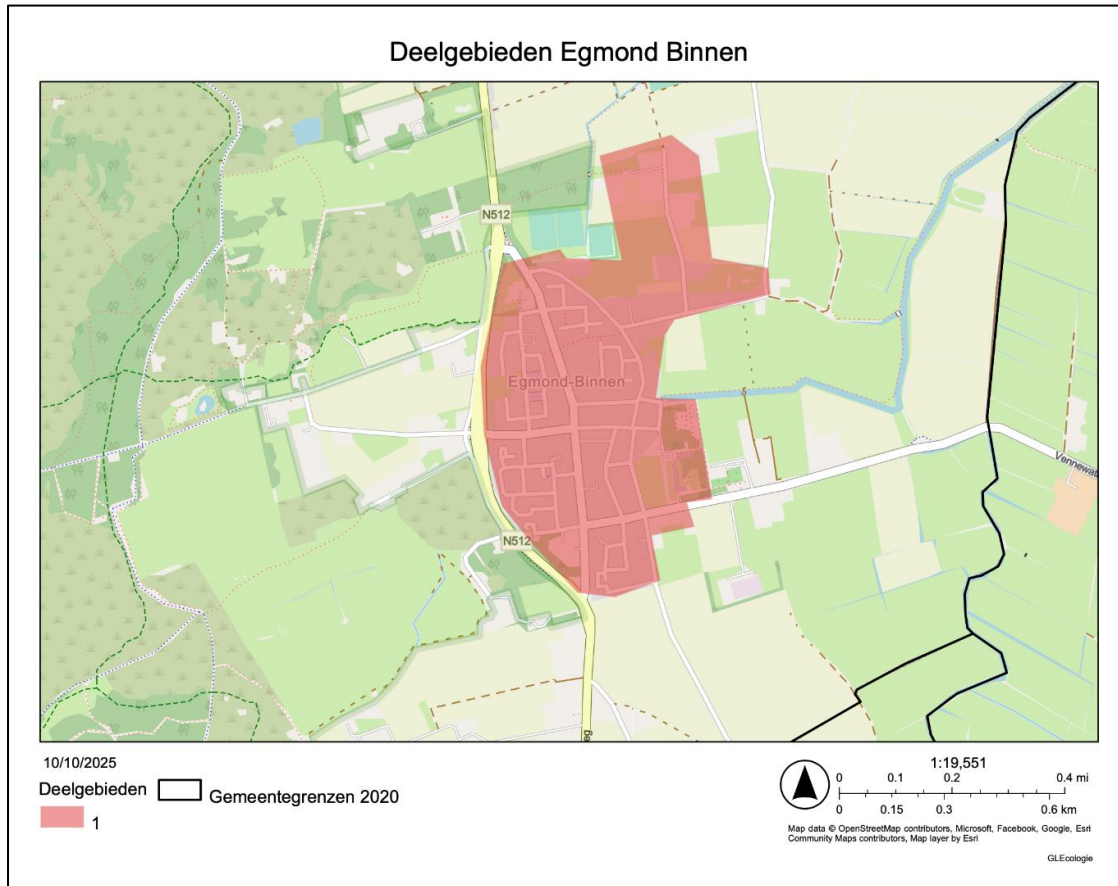 Deelgebieden Egmond Binnen
N512
Egmond-Binnen
Vennewat
N512
eg
10/10/2025
Deelgebieden
Gemeentegrenzen 2020
1
1:19,551
0 0.1 0.2 0.4 mi
0 0.15 0.3 0.6 km
Map data © OpenStreetMap contributors, Microsoft, Facebook, Google, Esri
Community Maps contributors, Map layer by Esri
GLEcologie